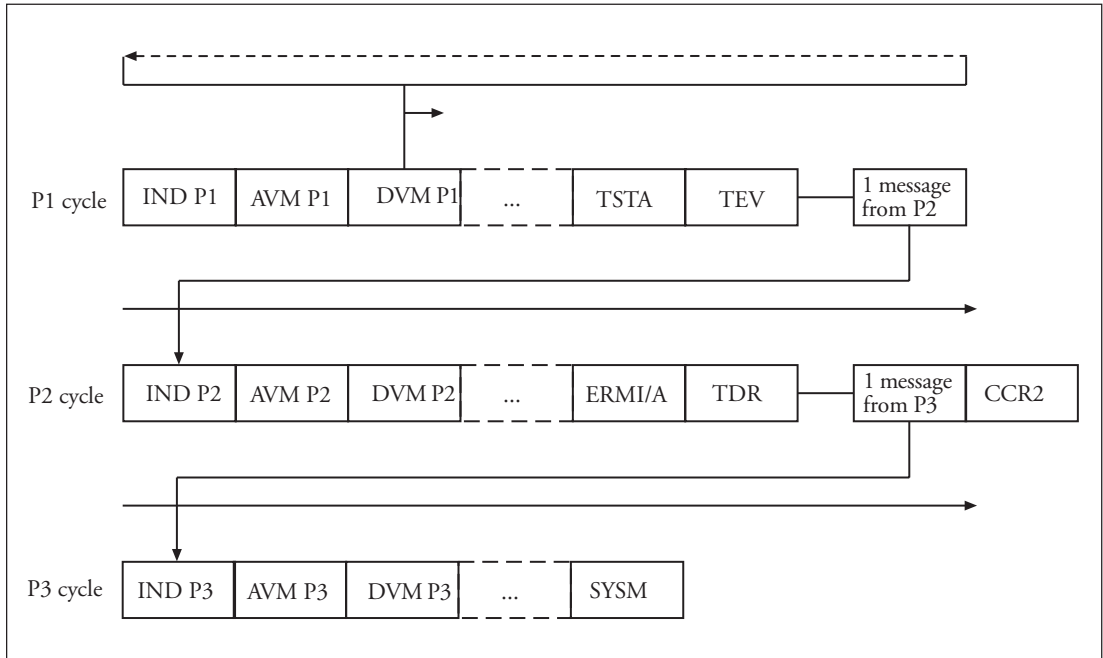 P1 cycle
IND P1
AVM P1
DVM P1
...
TSTA
TEV
1 message
from P2
P2 cycle
IND P2
AVM P2
DVM P2
...
ERMI/A
TDR
1 message
from P3
CCR2
P3 cycle
IND P3
AVM P3
DVM P3
...
SYSM